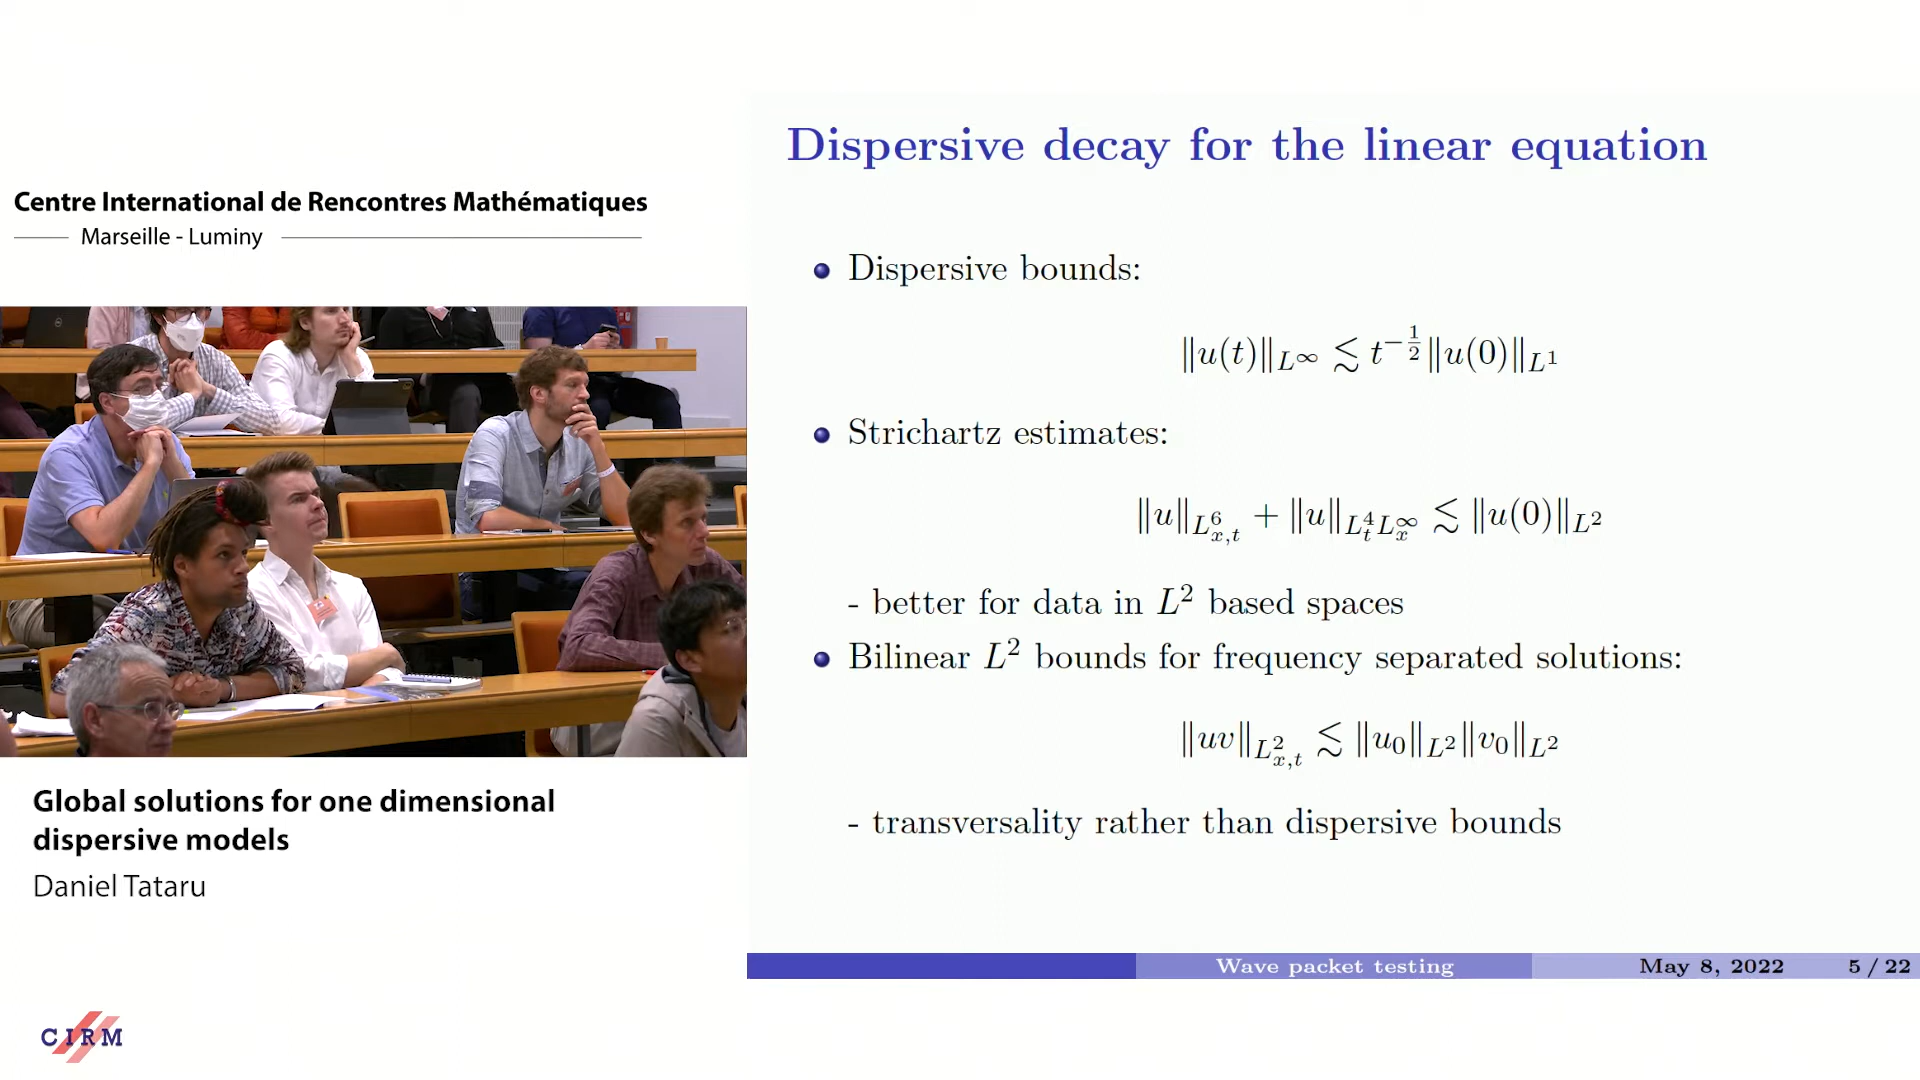 Centre International de Rencontres Mathématiques
Marseille - Luminy
Global solutions for one dimensional
dispersive models
Daniel Tataru
CIRM
Dispersive decay for the linear equation
• Dispersive bounds:
‖u(t)‖_{L^∞} ≲ t^{-\frac{1}{2}}‖u(0)‖_{L^1}
• Strichartz estimates:
‖u‖_{L^6_{x,t}} + ‖u‖_{L^4_t L^∞_x} ≲ ‖u(0)‖_{L^2}
- better for data in L^2 based spaces
• Bilinear L^2 bounds for frequency separated solutions:
‖uv‖_{L^2_{x,t}} ≲ ‖u_0‖_{L^2}‖v_0‖_{L^2}
- transversality rather than dispersive bounds
Wave packet testing May 8, 2022 5 / 22